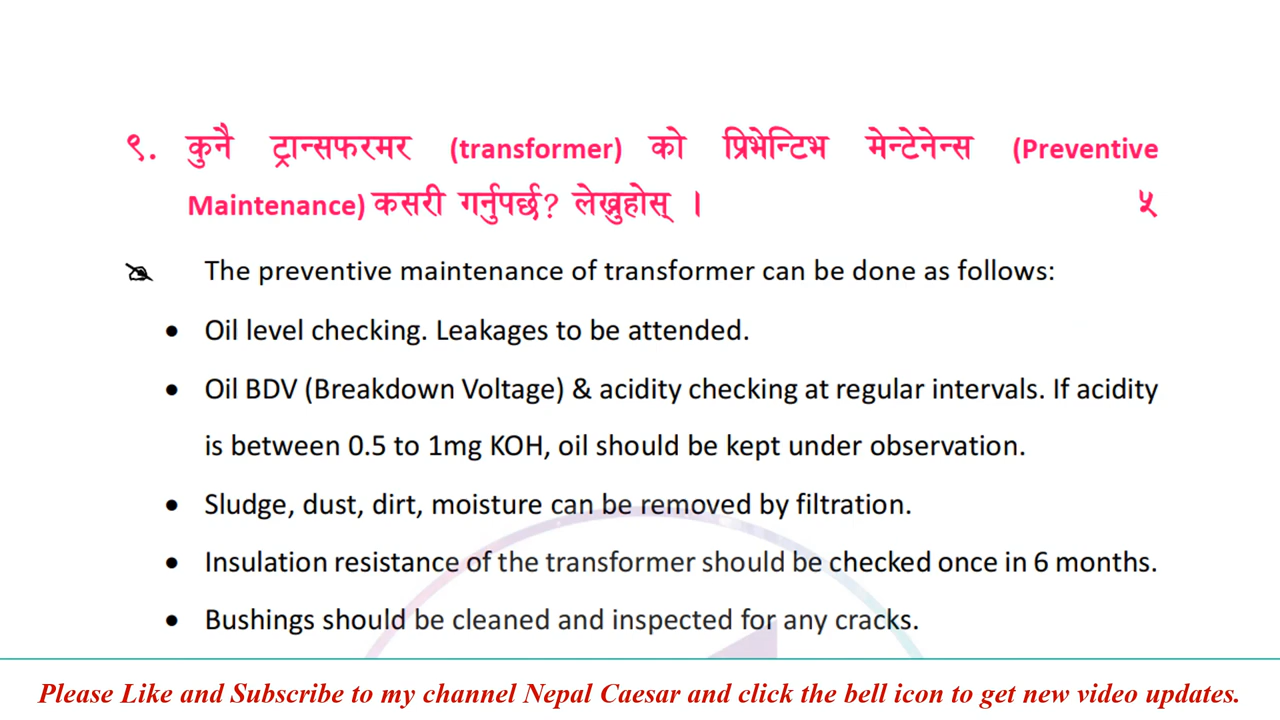 ९. कुनै ट्रान्सफरमर (transformer) को प्रिभेन्टिभ मेन्टेनेन्स (Preventive
Maintenance) कसरी गर्नुपर्छ? लेख्नुहोस् । ५
The preventive maintenance of transformer can be done as follows:
• Oil level checking. Leakages to be attended.
• Oil BDV (Breakdown Voltage) & acidity checking at regular intervals. If acidity
is between 0.5 to 1mg KOH, oil should be kept under observation.
• Sludge, dust, dirt, moisture can be removed by filtration.
• Insulation resistance of the transformer should be checked once in 6 months.
• Bushings should be cleaned and inspected for any cracks.
Please Like and Subscribe to my channel Nepal Caesar and click the bell icon to get new video updates.